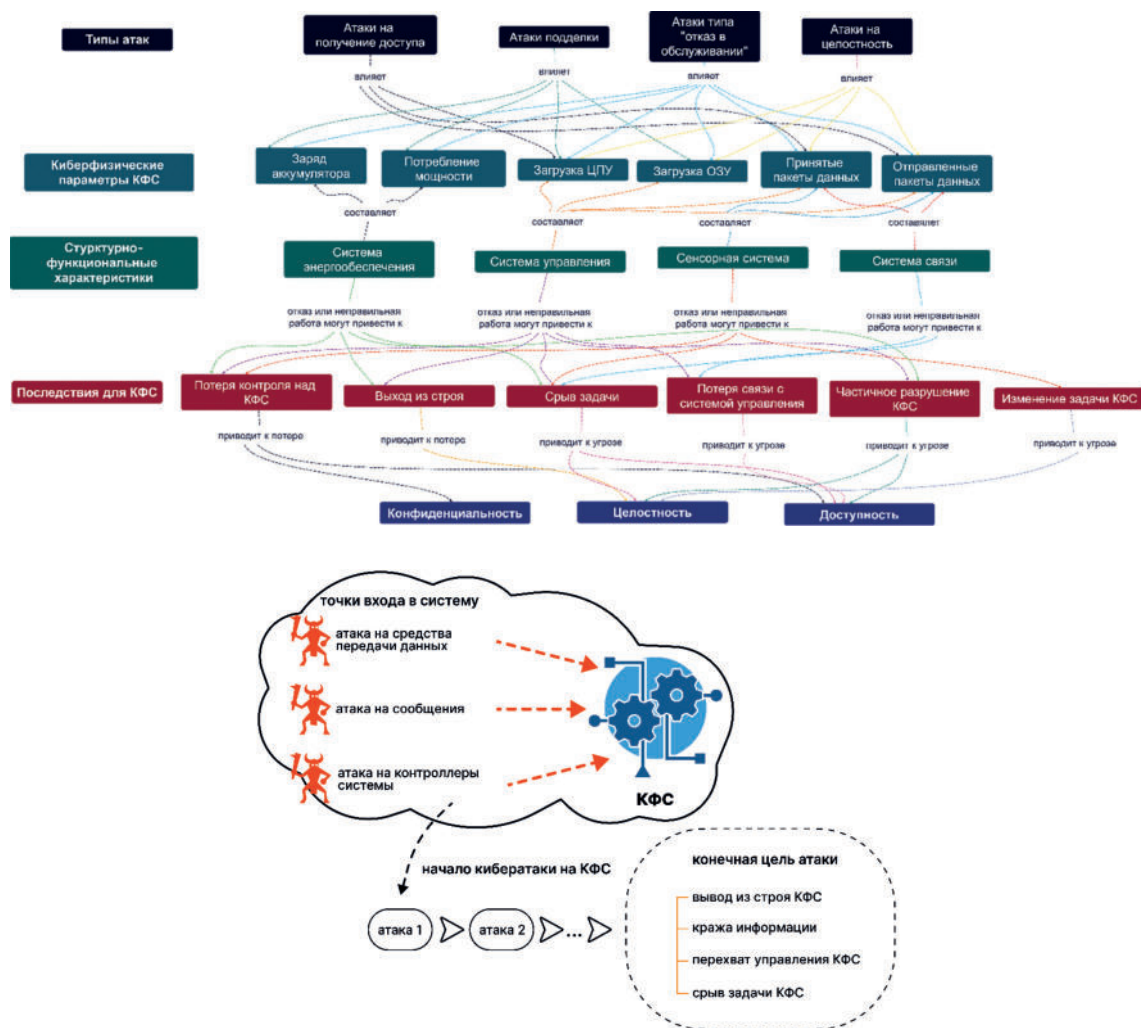 Типы атак
Атаки на
получение доступа
Атаки подделки
Атаки типа
"отказ в
обслуживании"
Атаки на
целостность
влияет
влияет
влияет
влияет
Киберфизические
параметры КФС
Заряд
аккумулятора
Потребление
мощности
Загрузка ЦПУ
Загрузка ОЗУ
Принятые
пакеты данных
Отправленные
пакеты данных
составляет
составляет
составляет
составляет
Стурктурно-
функциональные
характеристики
Система
энергообеспечения
Система управления
Сенсорная система
Система связи
отказ или неправильная
работа могут привести к
отказ или неправильная
работа могут привести к
отказ или неправильная
работа могут привести к
отказ или неправильная
работа могут привести к
Последствия для КФС
Потеря контроля над
КФС
Выход из строя
Срыв задачи
Потеря связи с
системой управления
Частичное разрушение
КФС
Изменение задачи КФС
приводит к потере
приводит к потере
приводит к угрозе
приводит к угрозе
приводит к угрозе
приводит к угрозе
Конфиденциальность
Целостность
Доступность
точки входа в систему
атака на средства
передачи данных
атака на сообщения
атака на контроллеры
системы
КФС
начало кибератаки на КФС
атака 1
атака 2
...
конечная цель атаки
вывод из строя КФС
кража информации
перехват управления КФС
срыв задачи КФС